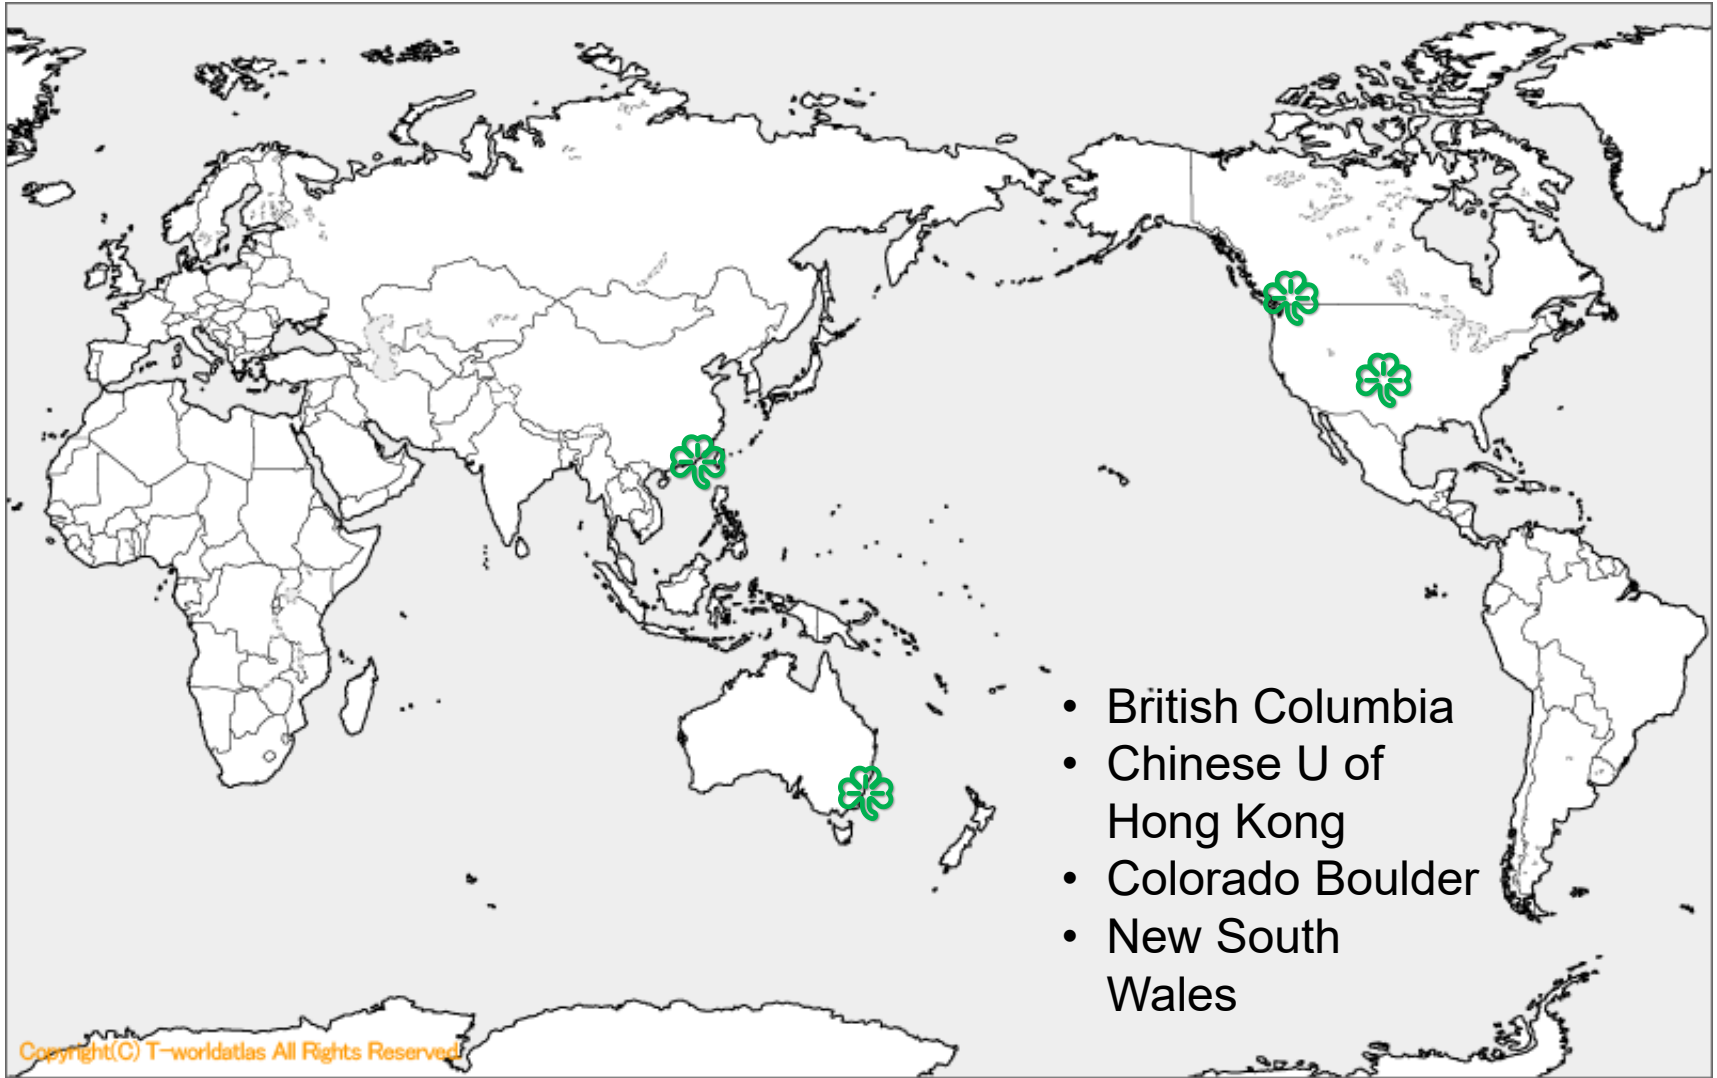 • British Columbia
• Chinese U of
Hong Kong
• Colorado Boulder
• New South
Wales
Copyright(C) T-worldatlas All Rights Reserved